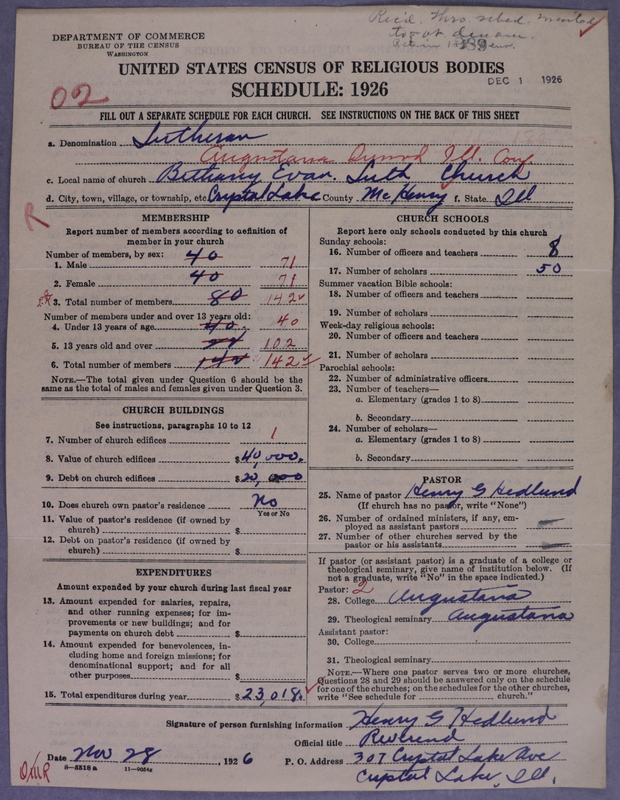 DEPARTMENT OF COMMERCE
BUREAU OF THE CENSUS
WASHINGTON
Rec'd. Thro. sched.
UNITED STATES CENSUS OF RELIGIOUS BODIES
DEC 1 1926
SCHEDULE: 1926
02
FILL OUT A SEPARATE SCHEDULE FOR EACH CHURCH. SEE INSTRUCTIONS ON THE BACK OF THIS SHEET
a. Denomination Lutheran
Augustana Synod Ill. Conf
c. Local name of church Bethany Evan. Luth Church
d. City, town, village, or township, etc. Crystal Lake County McHenry f. State Ill
R
MEMBERSHIP
Report number of members according to definition of
member in your church
Number of members, by sex:
1. Male 40 71
2. Female 40 71
3. Total number of members 80 142
Number of members under and over 13 years old:
4. Under 13 years of age 40 40
5. 13 years old and over 102
6. Total number of members 142 142
NOTE.—The total given under Question 6 should be the
same as the total of males and females given under Question 3.
CHURCH BUILDINGS
See instructions, paragraphs 10 to 12
7. Number of church edifices 1
8. Value of church edifices $40,000.
9. Debt on church edifices $20,000
10. Does church own pastor's residence No
Yes or No
11. Value of pastor's residence (if owned by
church) $
12. Debt on pastor's residence (if owned by
church) $
EXPENDITURES
Amount expended by your church during last fiscal year
13. Amount expended for salaries, repairs,
and other running expenses; for im-
provements or new buildings; and for
payments on church debt $
14. Amount expended for benevolences, in-
cluding home and foreign missions; for
denominational support; and for all
other purposes $
15. Total expenditures during year $23,018.
CHURCH SCHOOLS
Report here only schools conducted by this church
Sunday schools:
16. Number of officers and teachers 8
17. Number of scholars 50
Summer vacation Bible schools:
18. Number of officers and teachers
19. Number of scholars
Week-day religious schools:
20. Number of officers and teachers
21. Number of scholars
Parochial schools:
22. Number of administrative officers
23. Number of teachers—
a. Elementary (grades 1 to 8)
b. Secondary
24. Number of scholars—
a. Elementary (grades 1 to 8)
b. Secondary
PASTOR
25. Name of pastor Henry G Hedlund
(If church has no pastor, write "None")
26. Number of ordained ministers, if any, em-
ployed as assistant pastors
27. Number of other churches served by the
pastor or his assistants
If pastor (or assistant pastor) is a graduate of a college or
theological seminary, give name of institution below. (If
not a graduate, write "No" in the space indicated.)
Pastor: 2
28. College Augustana
29. Theological seminary Augustana
Assistant pastor:
30. College
31. Theological seminary
NOTE.—Where one pastor serves two or more churches,
Questions 28 and 29 should be answered only on the schedule
for one of the churches; on the schedules for the other churches,
write "See schedule for church."
Signature of person furnishing information Henry G Hedlund
Official title Reverend
Date Nov 28, 1926 P. O. Address 307 Crystal Lake Ave
Crystal Lake, Ill.
8—5518 a 11—9054